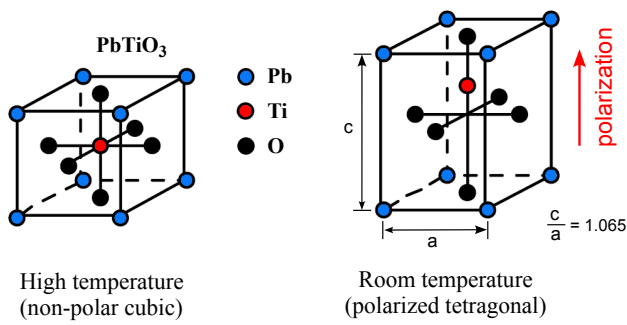 PbTiO3
Pb
Ti
O
High temperature
(non-polar cubic)
c
a
polarization
c/a = 1.065
Room temperature
(polarized tetragonal)